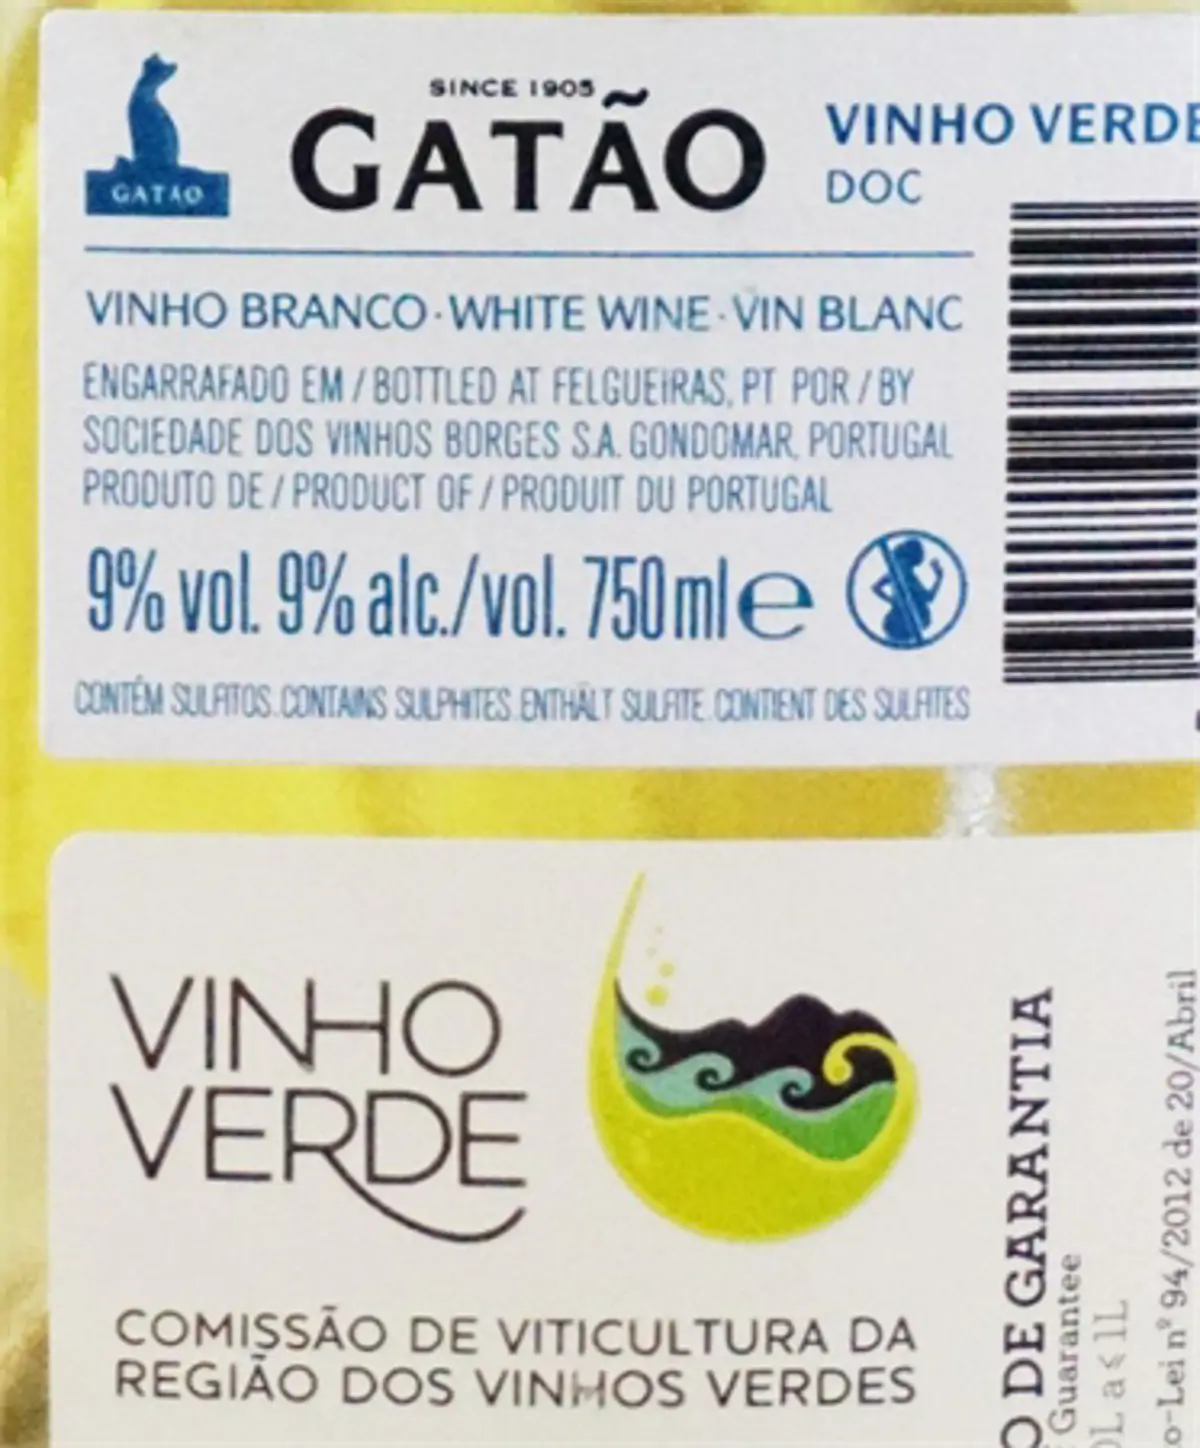 SINCE 1905
GATÃO
GATÃO
VINHO VERDE
DOC
VINHO BRANCO · WHITE WINE · VIN BLANC
ENGARRAFADO EM / BOTTLED AT FELGUEIRAS, PT POR / BY
SOCIEDADE DOS VINHOS BORGES S.A. GONDOMAR, PORTUGAL
PRODUTO DE / PRODUCT OF / PRODUIT DU PORTUGAL
9% vol. 9% alc./vol. 750ml e
CONTÉM SULFITOS. CONTAINS SULPHITES. ENTHÄLT SULFITE. CONTIENT DES SULFITES
VINHO
VERDE
COMISSÃO DE VITICULTURA DA
REGIÃO DOS VINHOS VERDES
O DE GARANTIA
Guarantee
L a ≤ 1L
o-Lei nº 94/2012 de 20/Abril